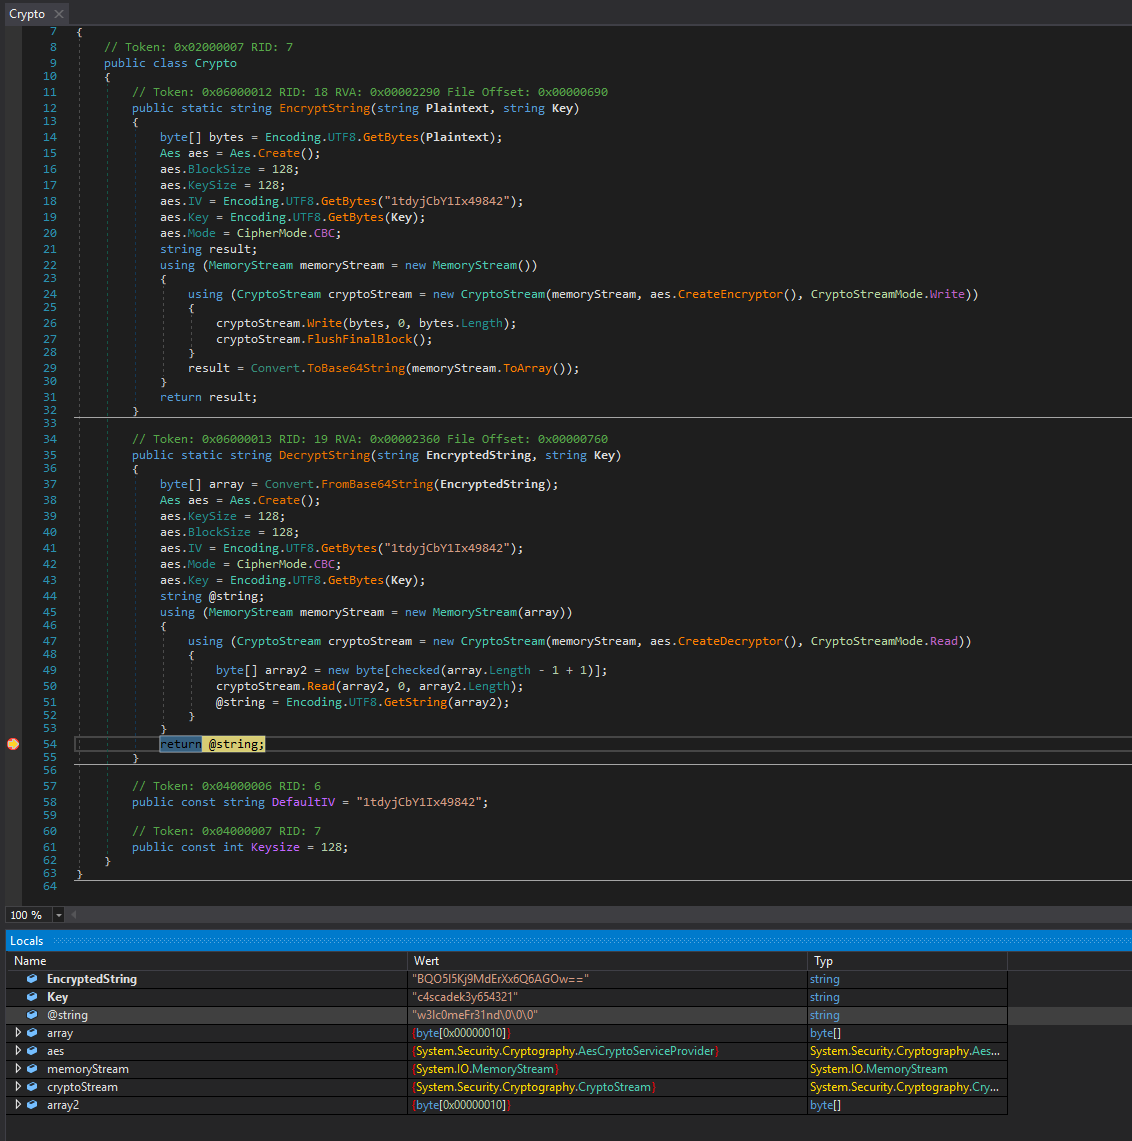 Crypto
7 {
8 // Token: 0x02000007 RID: 7
9 public class Crypto
10 {
11 // Token: 0x06000012 RID: 18 RVA: 0x00002290 File Offset: 0x00000690
12 public static string EncryptString(string Plaintext, string Key)
13 {
14 byte[] bytes = Encoding.UTF8.GetBytes(Plaintext);
15 Aes aes = Aes.Create();
16 aes.BlockSize = 128;
17 aes.KeySize = 128;
18 aes.IV = Encoding.UTF8.GetBytes("1tdyjCbY1Ix49842");
19 aes.Key = Encoding.UTF8.GetBytes(Key);
20 aes.Mode = CipherMode.CBC;
21 string result;
22 using (MemoryStream memoryStream = new MemoryStream())
23 {
24 using (CryptoStream cryptoStream = new CryptoStream(memoryStream, aes.CreateEncryptor(), CryptoStreamMode.Write))
25 {
26 cryptoStream.Write(bytes, 0, bytes.Length);
27 cryptoStream.FlushFinalBlock();
28 }
29 result = Convert.ToBase64String(memoryStream.ToArray());
30 }
31 return result;
32 }
33
34 // Token: 0x06000013 RID: 19 RVA: 0x00002360 File Offset: 0x00000760
35 public static string DecryptString(string EncryptedString, string Key)
36 {
37 byte[] array = Convert.FromBase64String(EncryptedString);
38 Aes aes = Aes.Create();
39 aes.KeySize = 128;
40 aes.BlockSize = 128;
41 aes.IV = Encoding.UTF8.GetBytes("1tdyjCbY1Ix49842");
42 aes.Mode = CipherMode.CBC;
43 aes.Key = Encoding.UTF8.GetBytes(Key);
44 string @string;
45 using (MemoryStream memoryStream = new MemoryStream(array))
46 {
47 using (CryptoStream cryptoStream = new CryptoStream(memoryStream, aes.CreateDecryptor(), CryptoStreamMode.Read))
48 {
49 byte[] array2 = new byte[checked(array.Length - 1 + 1)];
50 cryptoStream.Read(array2, 0, array2.Length);
51 @string = Encoding.UTF8.GetString(array2);
52 }
53 }
54 return @string;
55 }
56
57 // Token: 0x04000006 RID: 6
58 public const string DefaultIV = "1tdyjCbY1Ix49842";
59
60 // Token: 0x04000007 RID: 7
61 public const int Keysize = 128;
62 }
63 }
64
100 %
Locals
Name Wert Typ
EncryptedString "BQO5l5Kj9MdErXx6Q6AGOw==" string
Key "c4scadek3y654321" string
@string "w3lc0meFr31nd\0\0\0" string
array {byte[0x00000010]} byte[]
aes {System.Security.Cryptography.AesCryptoServiceProvider} System.Security.Cryptography.Aes...
memoryStream {System.IO.MemoryStream} System.IO.MemoryStream
cryptoStream {System.Security.Cryptography.CryptoStream} System.Security.Cryptography.Cry...
array2 {byte[0x00000010]} byte[]